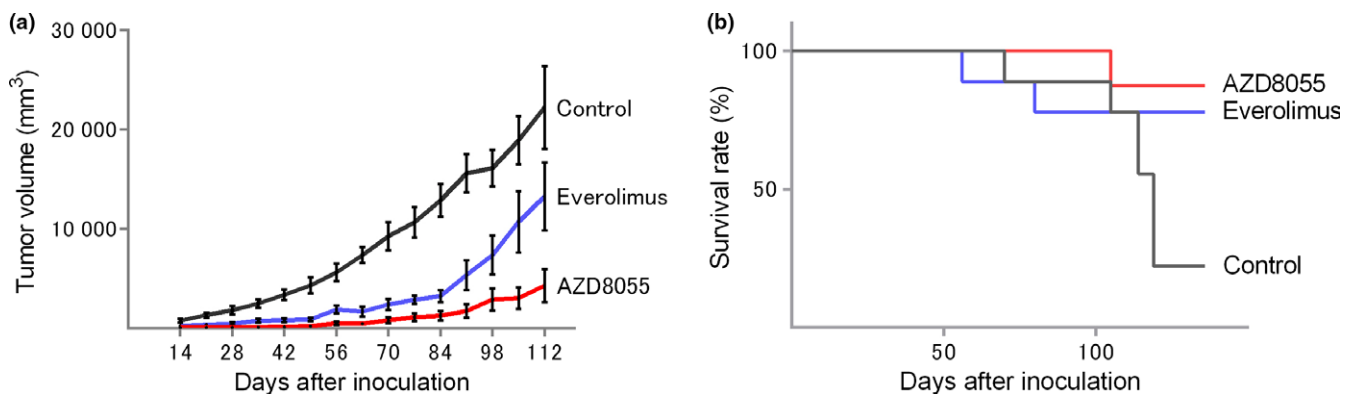 (a)
Tumor volume (mm³)
30 000
20 000
10 000
Control
Everolimus
AZD8055
14 28 42 56 70 84 98 112
Days after inoculation
(b)
Survival rate (%)
100
50
AZD8055
Everolimus
Control
50 100
Days after inoculation